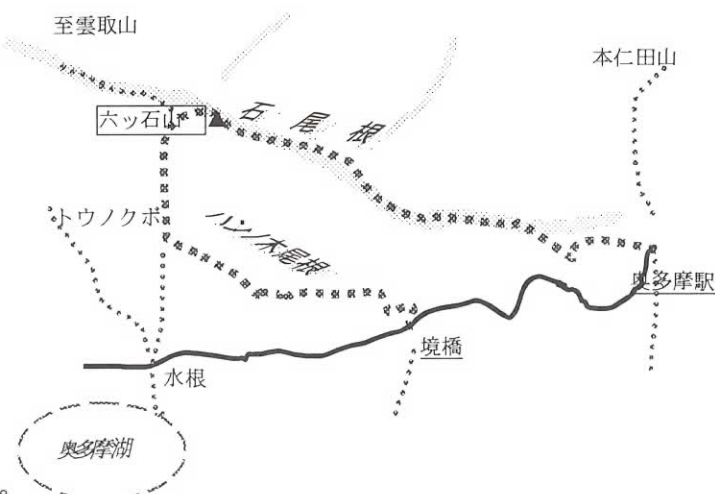 至雲取山
本仁田山
六ッ石山
石尾根
トウノクボ
ハンノ木尾根
奥多摩駅
境橋
水根
奥多摩湖